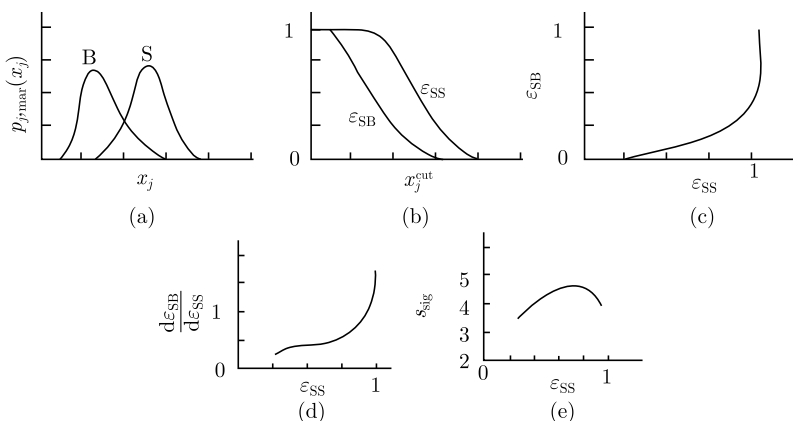 p_{j,mar}(x_j)
B
S
x_j
(a)
1
0
ε_SB
ε_SS
x_j^cut
(b)
ε_SB
1
0
ε_SS
1
(c)
dε_SB
dε_SS
1
0
ε_SS
1
(d)
s_sig
5
4
3
2
0
ε_SS
1
(e)